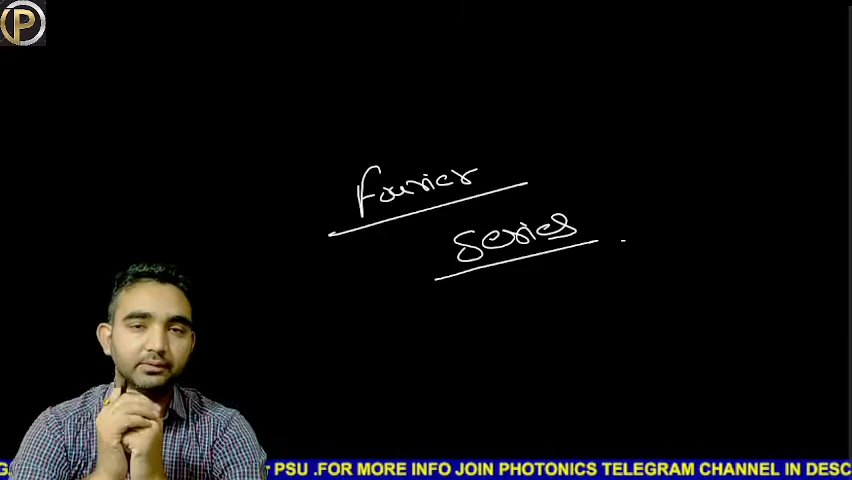 P
Fourier
series
PSU .FOR MORE INFO JOIN PHOTONICS TELEGRAM CHANNEL IN DESC